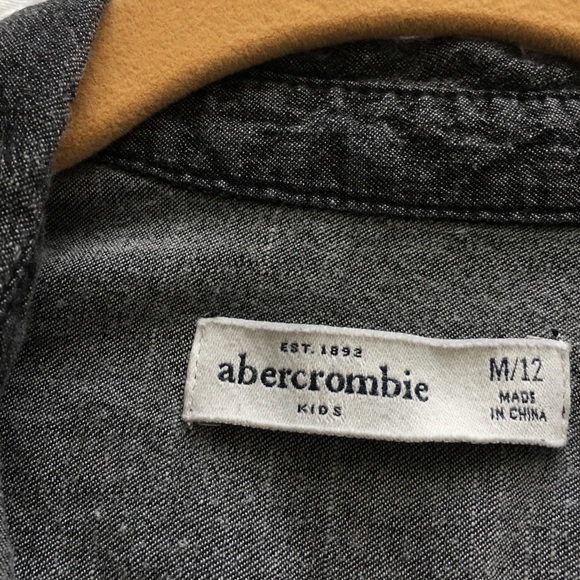 EST. 1892
abercrombie
KIDS
M/12
MADE
IN CHINA